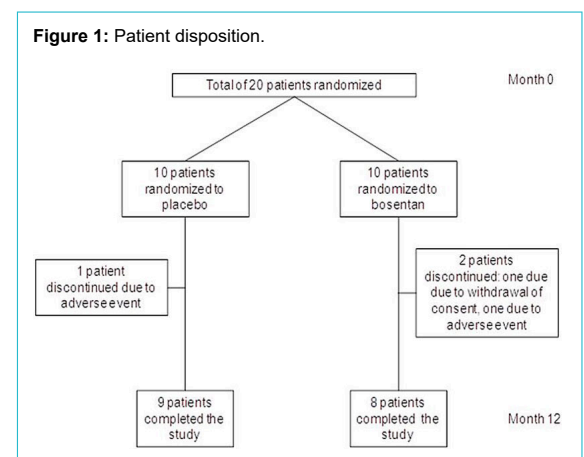 Figure 1: Patient disposition.
Total of 20 patients randomized
Month 0
10 patients
randomized to
placebo
10 patients
randomized to
bosentan
1 patient
discontinued due to
adverse event
2 patients
discontinued: one due
due to withdrawal of
consent, one due to
adverse event
9 patients
completed the
study
8 patients
completed the
study
Month 12